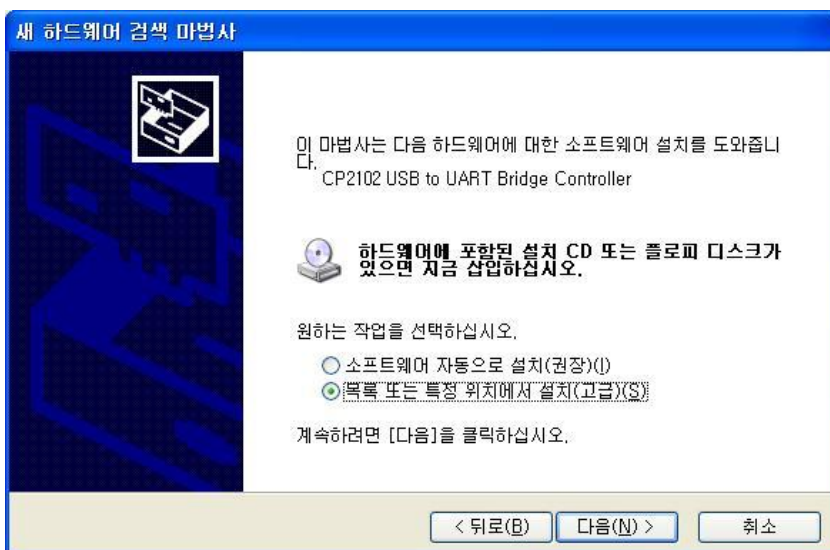 새 하드웨어 검색 마법사
이 마법사는 다음 하드웨어에 대한 소프트웨어 설치를 도와줍니
다.
CP2102 USB to UART Bridge Controller
하드웨어에 포함된 설치 CD 또는 플로피 디스크가
있으면 지금 삽입하십시오.
원하는 작업을 선택하십시오.
소프트웨어 자동으로 설치(권장)(I)
목록 또는 특정 위치에서 설치(고급)(S)
계속하려면 [다음]을 클릭하십시오.
< 뒤로(B) 다음(N) > 취소